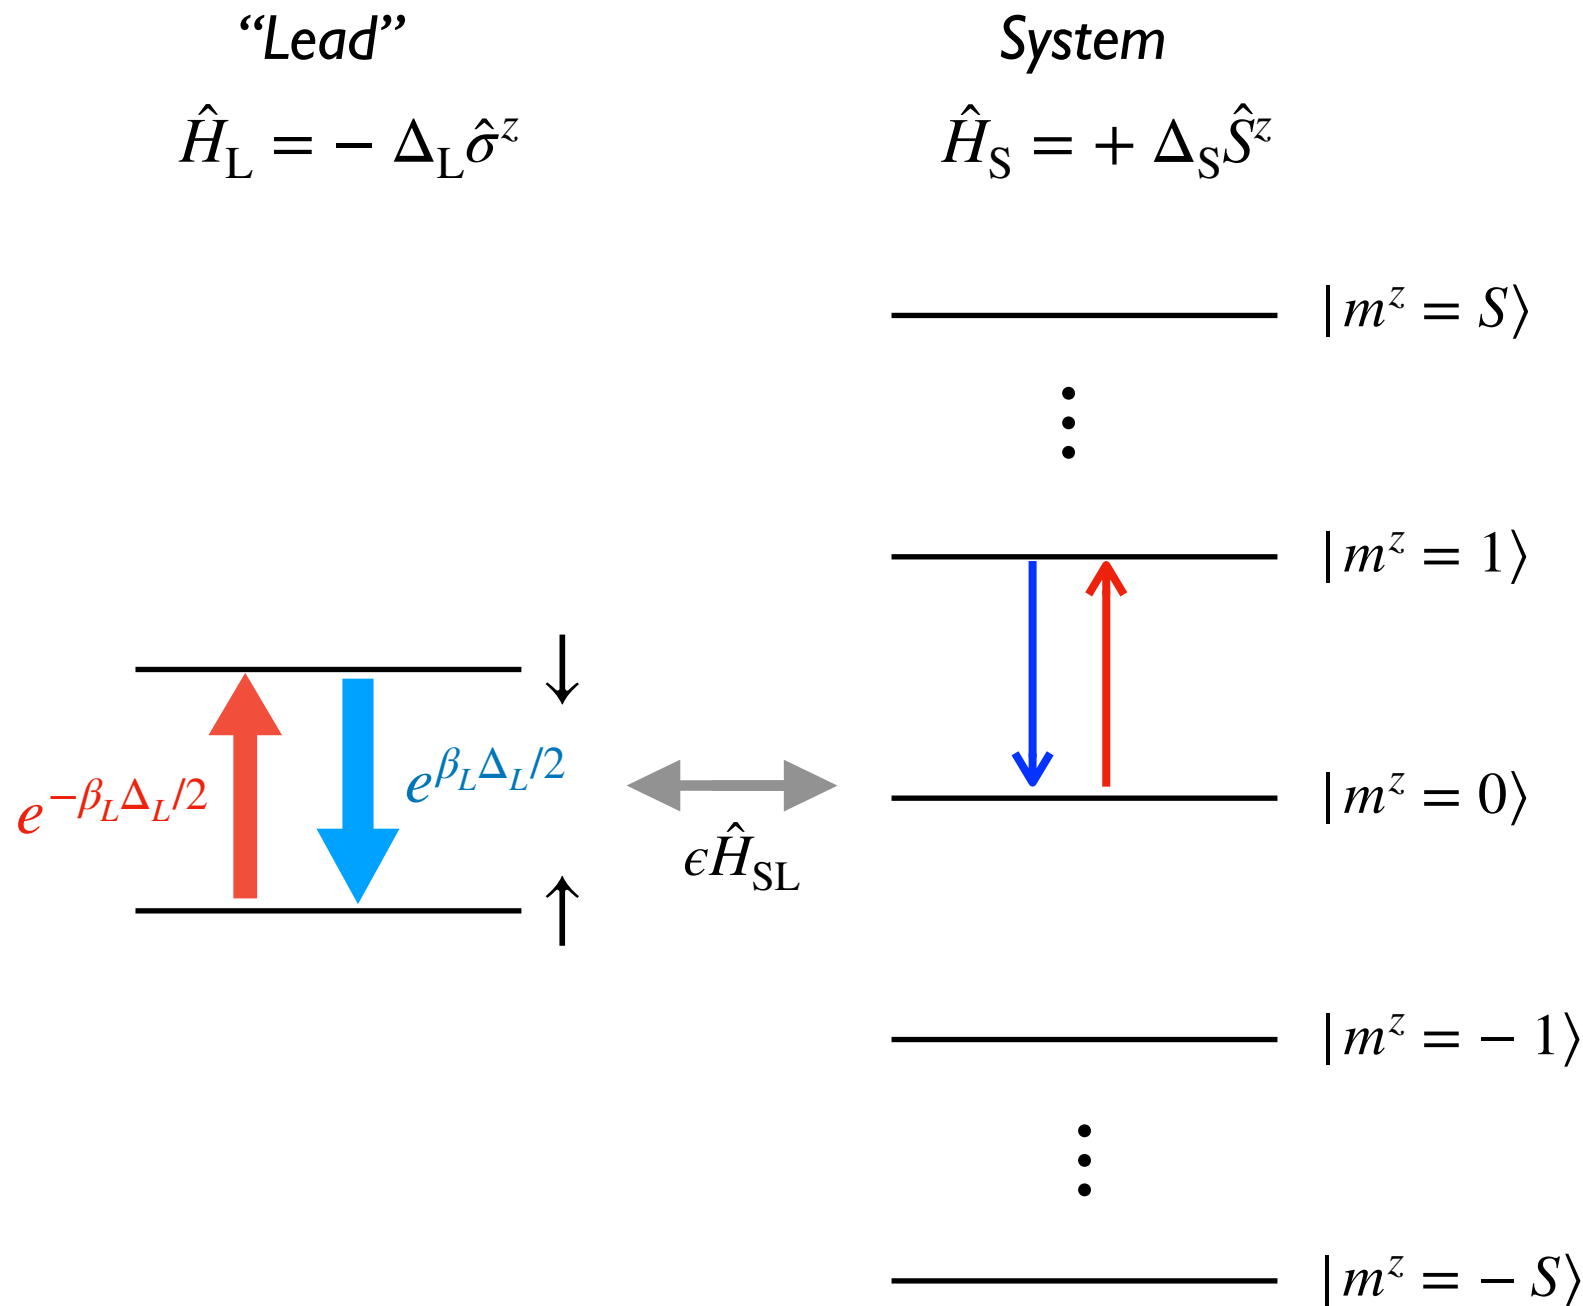 “Lead”
System
Ĥ_L = − Δ_L σ̂^z
Ĥ_S = + Δ_S Ŝ^z
| m^z = S⟩
| m^z = 1⟩
↓
e^{−β_L Δ_L/2}
e^{β_L Δ_L/2}
| m^z = 0⟩
ϵĤ_SL
↑
| m^z = − 1⟩
| m^z = − S⟩